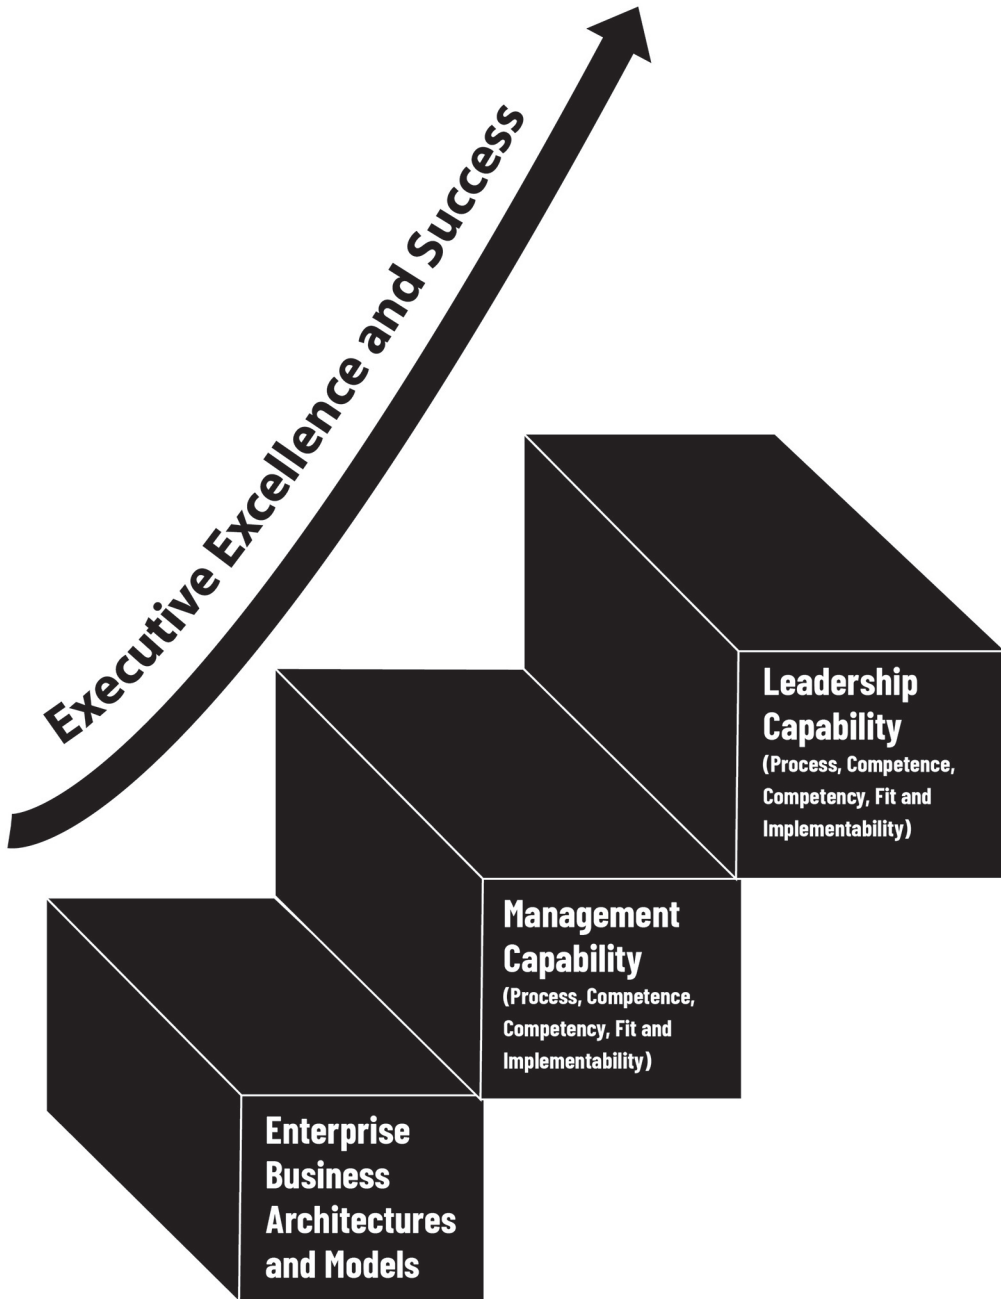 Executive Excellence and Success
Leadership
Capability
(Process, Competence,
Competency, Fit and
Implementability)
Management
Capability
(Process, Competence,
Competency, Fit and
Implementability)
Enterprise
Business
Architectures
and Models